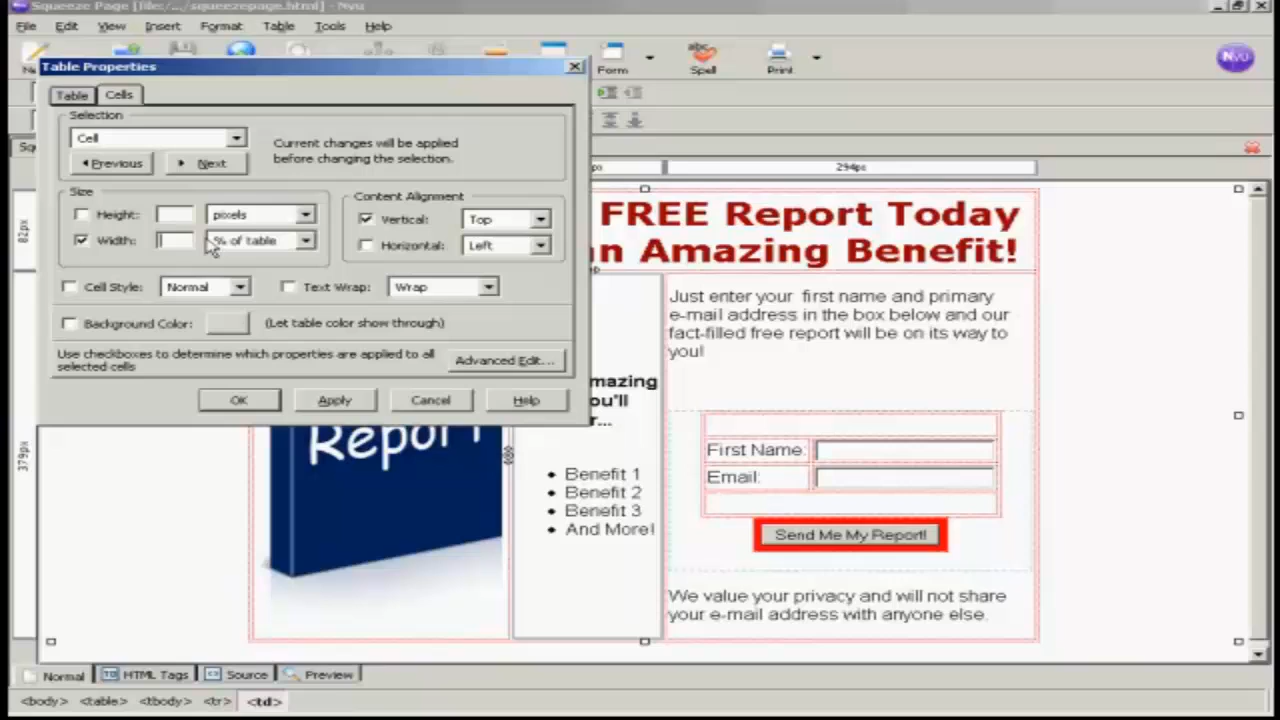 Squeeze Page [file:/.../squeezepage.html] - Nvu
File Edit View Insert Format Table Tools Help
Form Spell Print
Nvu
Table Properties
Table Cells
Selection
Cell
Previous Next
Current changes will be applied
before changing the selection.
Size
Height: pixels
Width: % of table
Content Alignment
Vertical: Top
Horizontal: Left
Cell Style: Normal Text Wrap: Wrap
Background Color: (Let table color show through)
Use checkboxes to determine which properties are applied to all
selected cells
Advanced Edit...
OK Apply Cancel Help
294px
82px
379px
FREE Report Today
n Amazing Benefit!
Just enter your first name and primary
e-mail address in the box below and our
fact-filled free report will be on its way to
you!
mazing
u'll
r...
Report
Benefit 1
Benefit 2
Benefit 3
And More!
First Name:
Email:
Send Me My Report!
We value your privacy and will not share
your e-mail address with anyone else.
Normal HTML Tags Source Preview
<body> <table> <tbody> <tr> <td>